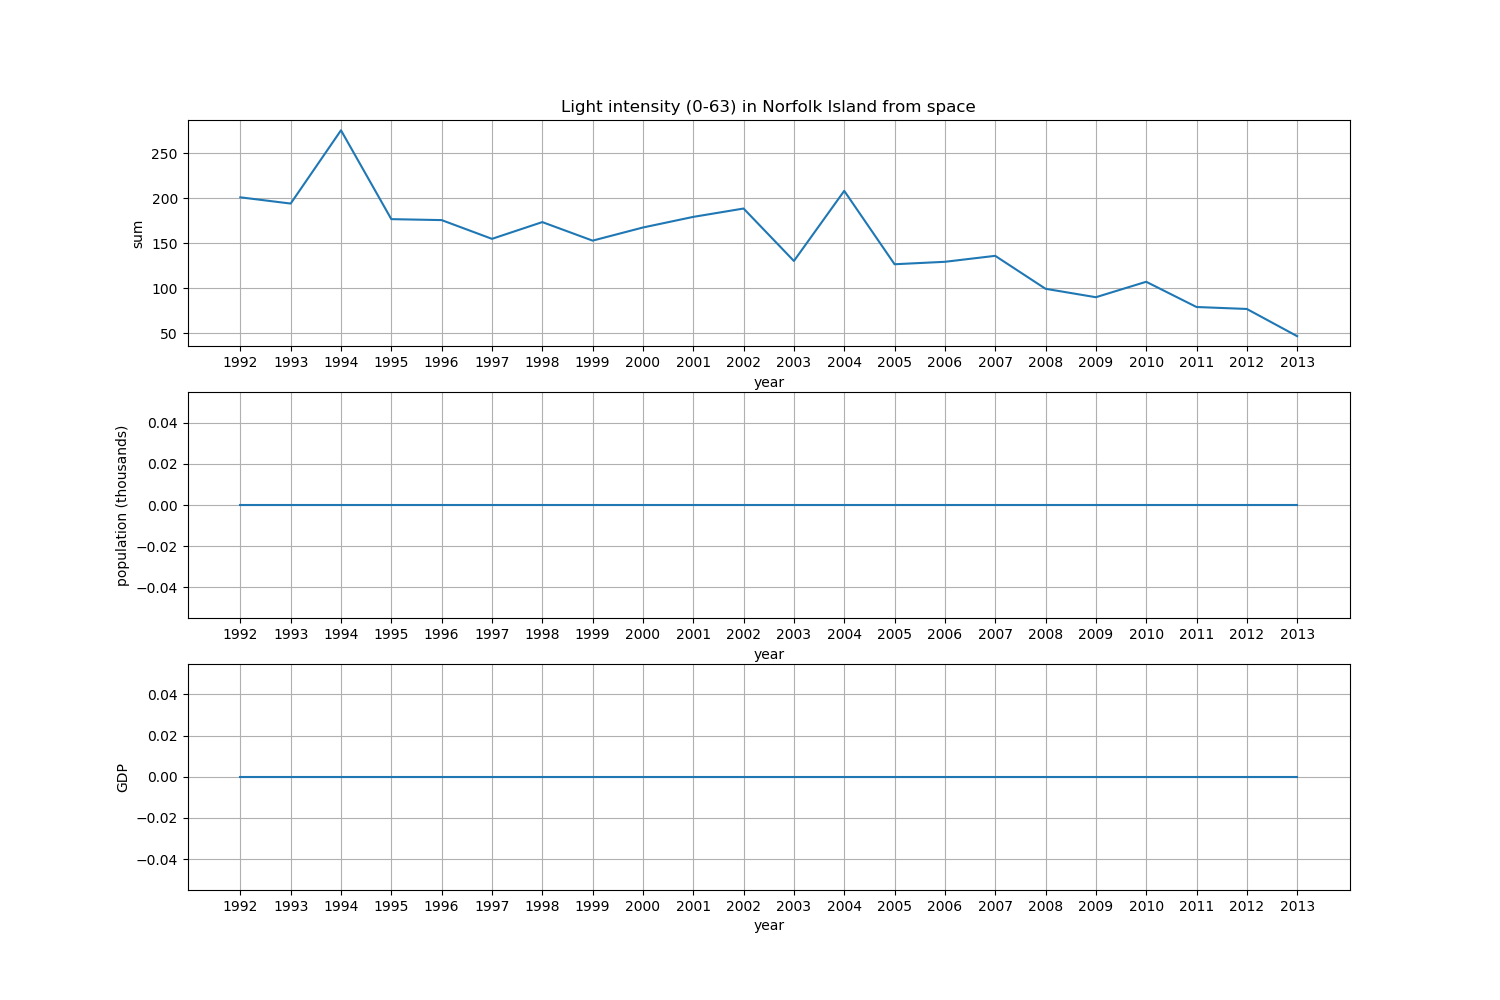 Light intensity (0-63) in Norfolk Island from space
250
200
150
100
50
sum
1992 1993 1994 1995 1996 1997 1998 1999 2000 2001 2002 2003 2004 2005 2006 2007 2008 2009 2010 2011 2012 2013
year
0.04
0.02
0.00
−0.02
−0.04
population (thousands)
1992 1993 1994 1995 1996 1997 1998 1999 2000 2001 2002 2003 2004 2005 2006 2007 2008 2009 2010 2011 2012 2013
year
0.04
0.02
0.00
−0.02
−0.04
GDP
1992 1993 1994 1995 1996 1997 1998 1999 2000 2001 2002 2003 2004 2005 2006 2007 2008 2009 2010 2011 2012 2013
year